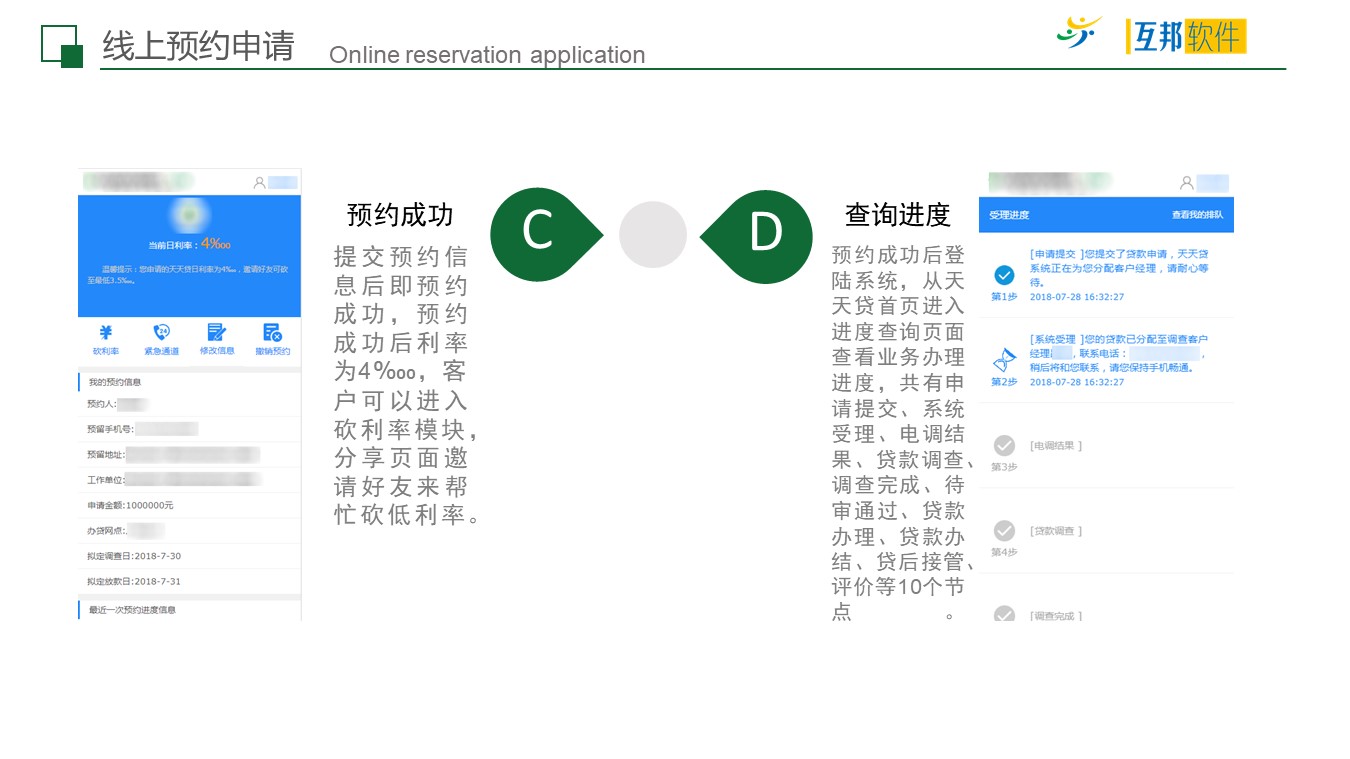 线上预约申请 Online reservation application
互邦软件
当前日利率：4‱
温馨提示：您申请的天天贷日利率为4‱，邀请好友可砍
至最低3.5‱。
砍利率 紧急通道 修改信息 撤销预约
我的预约信息
预约人:
预留手机号:
预留地址:
工作单位:
申请金额:1000000元
办贷网点:
拟定调查日:2018-7-30
拟定放款日:2018-7-31
最近一次预约进度信息
预约成功
提交预约信
息后即预约
成功，预约
成功后利率
为4‱，客
户可以进入
砍利率模块，
分享页面邀
请好友来帮
忙砍低利率。
C
D
查询进度
预约成功后登
陆系统，从天
天贷首页进入
进度查询页面
查看业务办理
进度，共有申
请提交、系统
受理、电调结
果、贷款调查、
调查完成、待
审通过、贷款
办理、贷款办
结、贷后接管、
评价等10个节
点。
受理进度 查看我的排队
[申请提交 ]您提交了贷款申请，天天贷
系统正在为您分配客户经理，请耐心等
待。
第1步 2018-07-28 16:32:27
[系统受理 ]您的贷款已分配至调查客户
经理，联系电话：，
稍后将和您联系，请您保持手机畅通。
第2步 2018-07-28 16:32:27
[电调结果 ]
第3步
[贷款调查 ]
第4步
[调查完成 ]